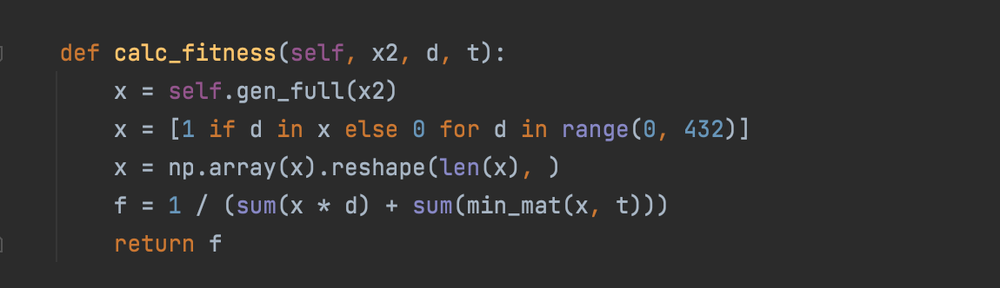 def calc_fitness(self, x2, d, t):
x = self.gen_full(x2)
x = [1 if d in x else 0 for d in range(0, 432)]
x = np.array(x).reshape(len(x), )
f = 1 / (sum(x * d) + sum(min_mat(x, t)))
return f